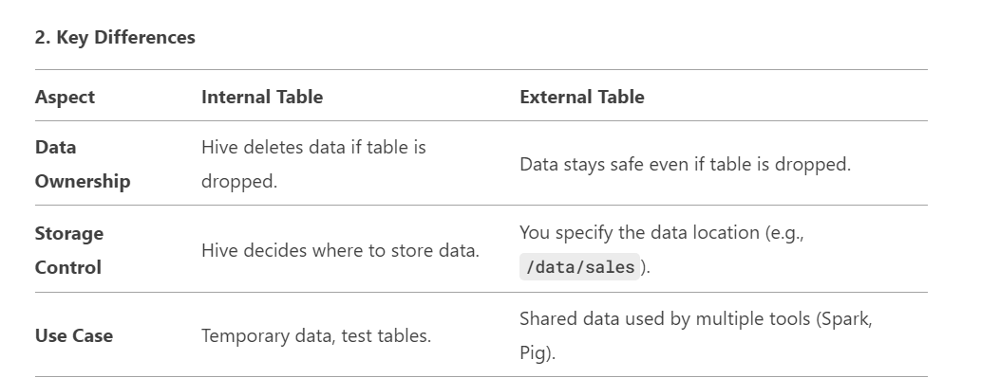 2. Key Differences
Aspect Internal Table External Table
Data Ownership Hive deletes data if table is dropped. Data stays safe even if table is dropped.
Storage Control Hive decides where to store data. You specify the data location (e.g., /data/sales).
Use Case Temporary data, test tables. Shared data used by multiple tools (Spark, Pig).